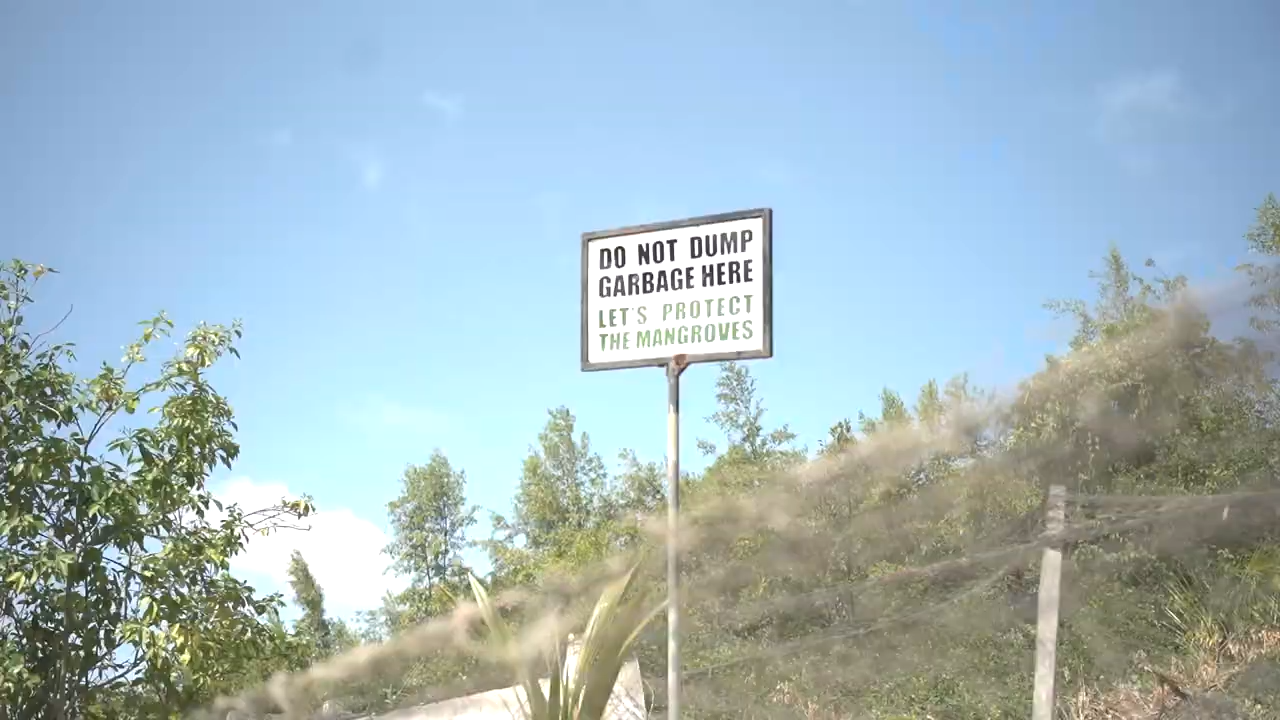 DO NOT DUMP
GARBAGE HERE
LET'S PROTECT
THE MANGROVES